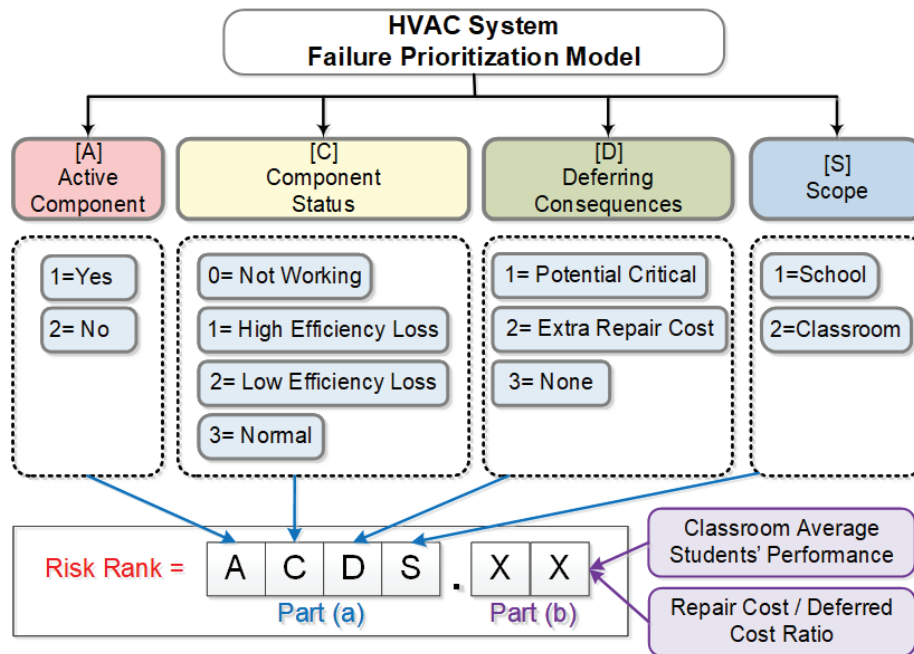 HVAC System
Failure Prioritization Model
[A]
Active
Component
[C]
Component
Status
[D]
Deferring
Consequences
[S]
Scope
1=Yes
2= No
0= Not Working
1= High Efficiency Loss
2= Low Efficiency Loss
3= Normal
1= Potential Critical
2= Extra Repair Cost
3= None
1=School
2=Classroom
Risk Rank =
A C D S . X X
Part (a)
Part (b)
Classroom Average
Students' Performance
Repair Cost / Deferred
Cost Ratio